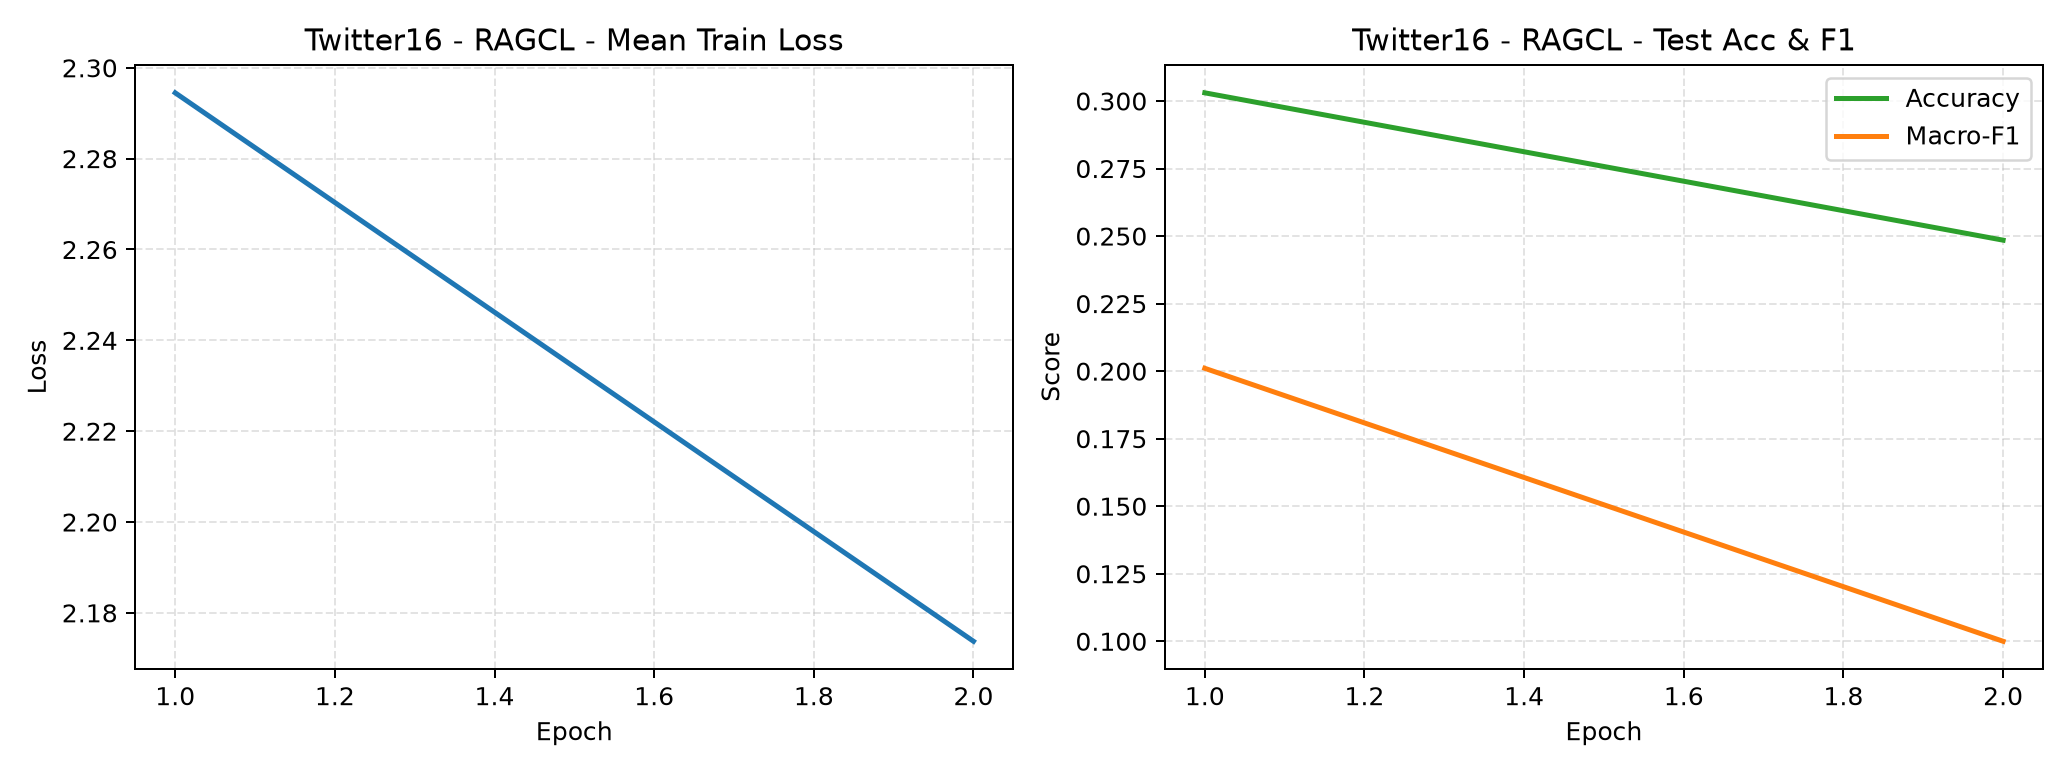 Twitter16 - RAGCL - Mean Train Loss
2.30
2.28
2.26
2.24
2.22
2.20
2.18
Loss
1.0 1.2 1.4 1.6 1.8 2.0
Epoch
Twitter16 - RAGCL - Test Acc & F1
Accuracy
Macro-F1
0.300
0.275
0.250
0.225
0.200
0.175
0.150
0.125
0.100
Score
1.0 1.2 1.4 1.6 1.8 2.0
Epoch